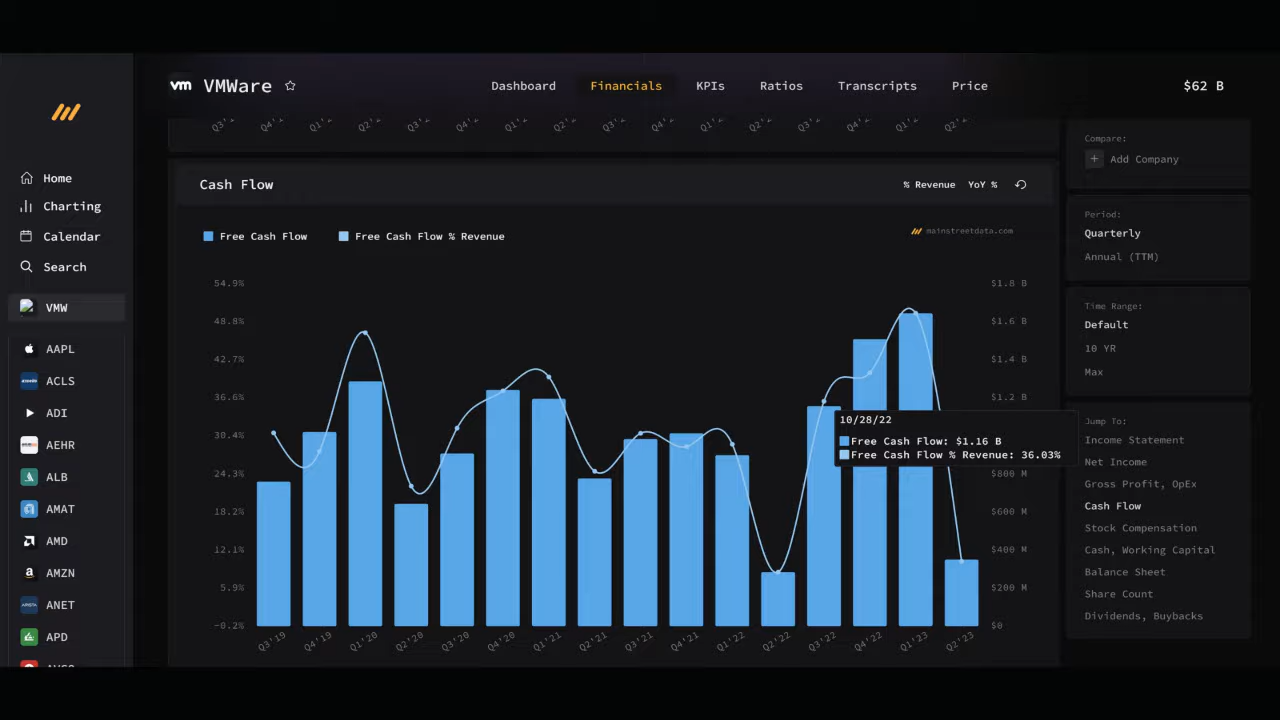 vm VMWare
Dashboard Financials KPIs Ratios Transcripts Price
$62 B
Home
Charting
Calendar
Search
VMW
AAPL
ACLS
ADI
AEHR
ALB
AMAT
AMD
AMZN
ANET
APD
Cash Flow
% Revenue YoY %
Free Cash Flow Free Cash Flow % Revenue
mainstreetdata.com
54.9%
48.8%
42.7%
36.6%
30.4%
24.3%
18.2%
12.1%
5.9%
-0.2%
$1.8 B
$1.6 B
$1.4 B
$1.2 B
$800 M
$600 M
$400 M
$200 M
$0
10/28/22
Free Cash Flow: $1.16 B
Free Cash Flow % Revenue: 36.03%
Q3'19 Q4'19 Q1'20 Q2'20 Q3'20 Q4'20 Q1'21 Q2'21 Q3'21 Q4'21 Q1'22 Q2'22 Q3'22 Q4'22 Q1'23 Q2'23
Compare:
+ Add Company
Period:
Quarterly
Annual (TTM)
Time Range:
Default
10 YR
Max
Jump To:
Income Statement
Net Income
Gross Profit, OpEx
Cash Flow
Stock Compensation
Cash, Working Capital
Balance Sheet
Share Count
Dividends, Buybacks